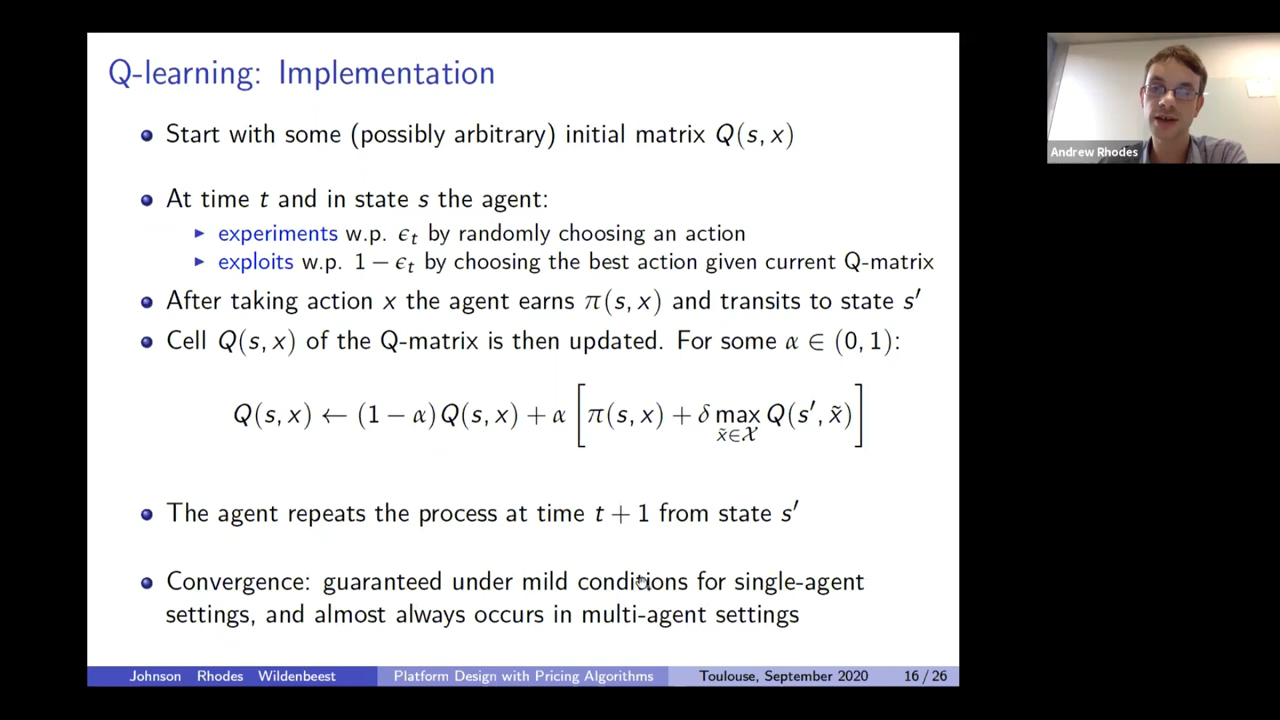 Q-learning: Implementation
Start with some (possibly arbitrary) initial matrix Q(s, x)
At time t and in state s the agent:
experiments w.p. ϵₜ by randomly choosing an action
exploits w.p. 1 − ϵₜ by choosing the best action given current Q-matrix
After taking action x the agent earns π(s, x) and transits to state s′
Cell Q(s, x) of the Q-matrix is then updated. For some α ∈ (0, 1):
Q(s, x) ← (1 − α)Q(s, x) + α [π(s, x) + δ max Q(s′, x̃)]
x̃∈𝒳
The agent repeats the process at time t + 1 from state s′
Convergence: guaranteed under mild conditions for single-agent
settings, and almost always occurs in multi-agent settings
Johnson Rhodes Wildenbeest Platform Design with Pricing Algorithms Toulouse, September 2020 16 / 26
Andrew Rhodes